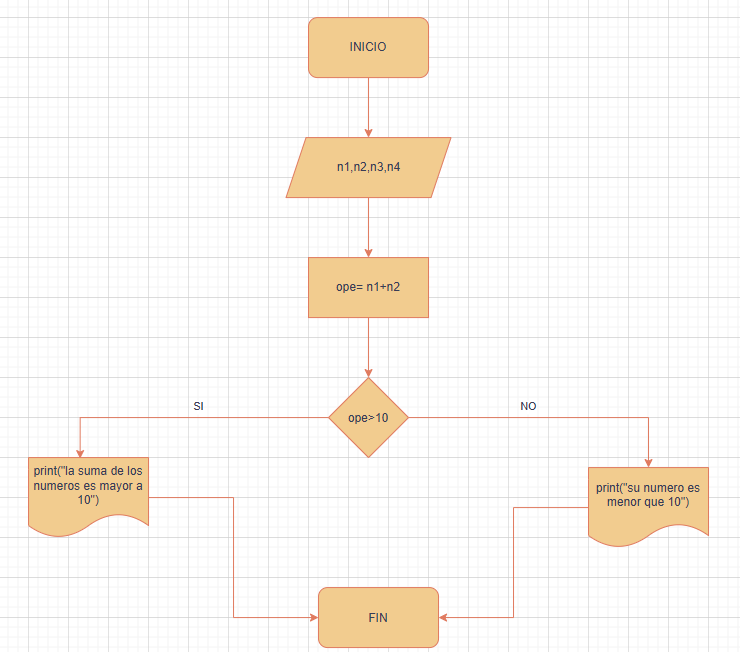 INICIO
n1,n2,n3,n4
ope= n1+n2
ope>10
SI
NO
print("la suma de los
numeros es mayor a
10")
print("su numero es
menor que 10")
FIN